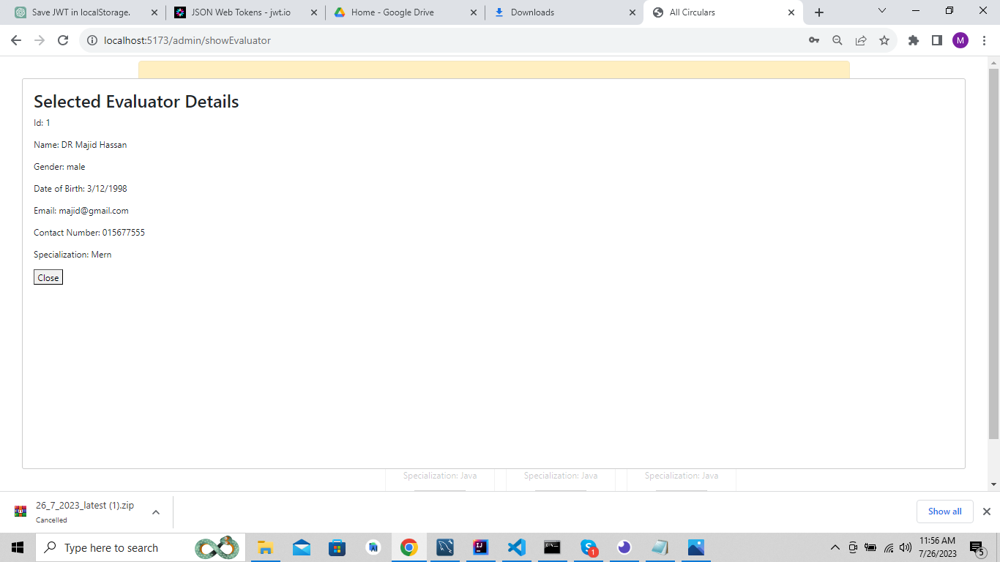 Save JWT in localStorage.
JSON Web Tokens - jwt.io
Home - Google Drive
Downloads
All Circulars
localhost:5173/admin/showEvaluator
M
Selected Evaluator Details
Id: 1
Name: DR Majid Hassan
Gender: male
Date of Birth: 3/12/1998
Email: majid@gmail.com
Contact Number: 015677555
Specialization: Mern
Close
Specialization: Java
Specialization: Java
Specialization: Java
26_7_2023_latest (1).zip
Cancelled
Show all
Type here to search
1
11:56 AM
7/26/2023
5